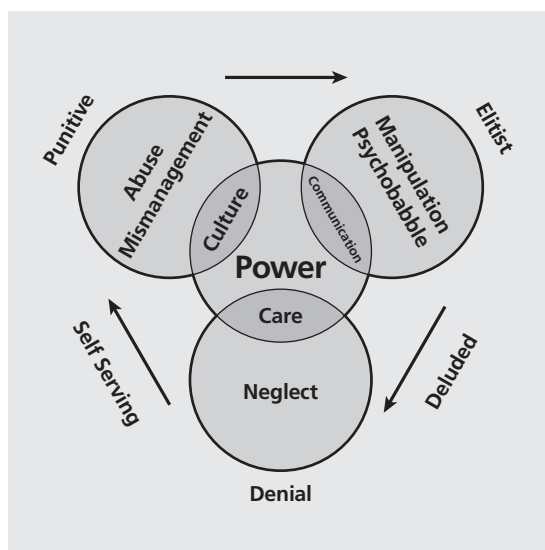 Punitive
Abuse
Mismanagement
Elitist
Manipulation
Psychobabble
Culture
Communication
Power
Care
Self Serving
Deluded
Neglect
Denial